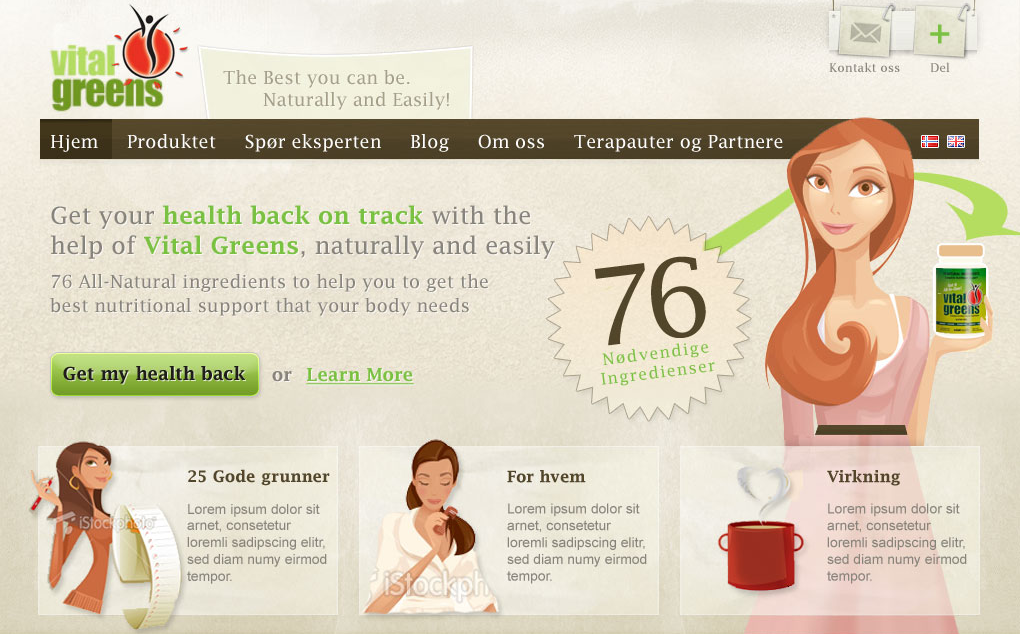 vital
greens
The Best you can be.
Naturally and Easily!
Kontakt oss
Del
Hjem
Produktet
Spør eksperten
Blog
Om oss
Terapauter og Partnere
Get your health back on track with the
help of Vital Greens, naturally and easily
76 All-Natural ingredients to help you to get the
best nutritional support that your body needs
Get my health back
or
Learn More
76
Nødvendige
Ingredienser
vital
greens
iStockphoto
25 Gode grunner
Lorem ipsum dolor sit
arnet, consetetur
loremli sadipscing elitr,
sed diam numy eirmod
tempor.
iStockph
For hvem
Lorem ipsum dolor sit
arnet, consetetur
loremli sadipscing elitr,
sed diam numy eirmod
tempor.
Virkning
Lorem ipsum dolor sit
arnet, consetetur
loremli sadipscing elitr,
sed diam numy eirmod
tempor.